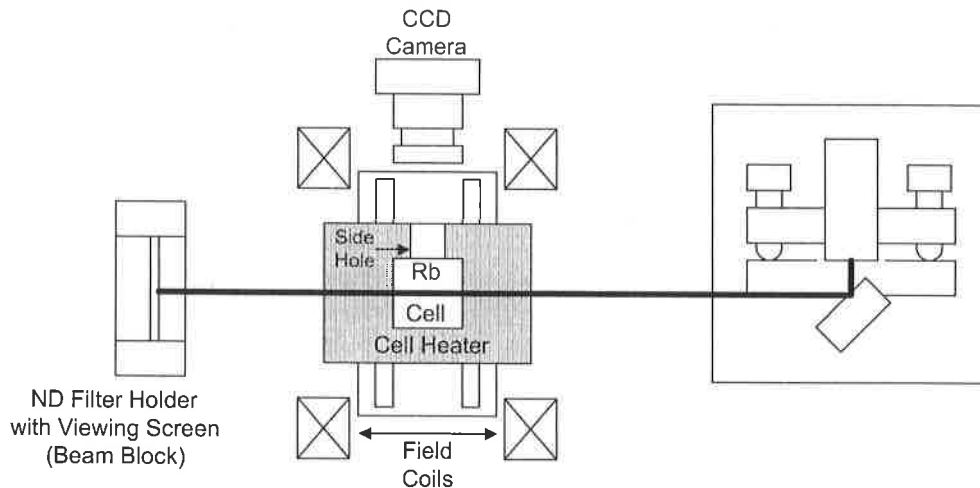 CCD
Camera
Side
Hole
Rb
Cell
Cell Heater
ND Filter Holder
with Viewing Screen
(Beam Block)
Field
Coils